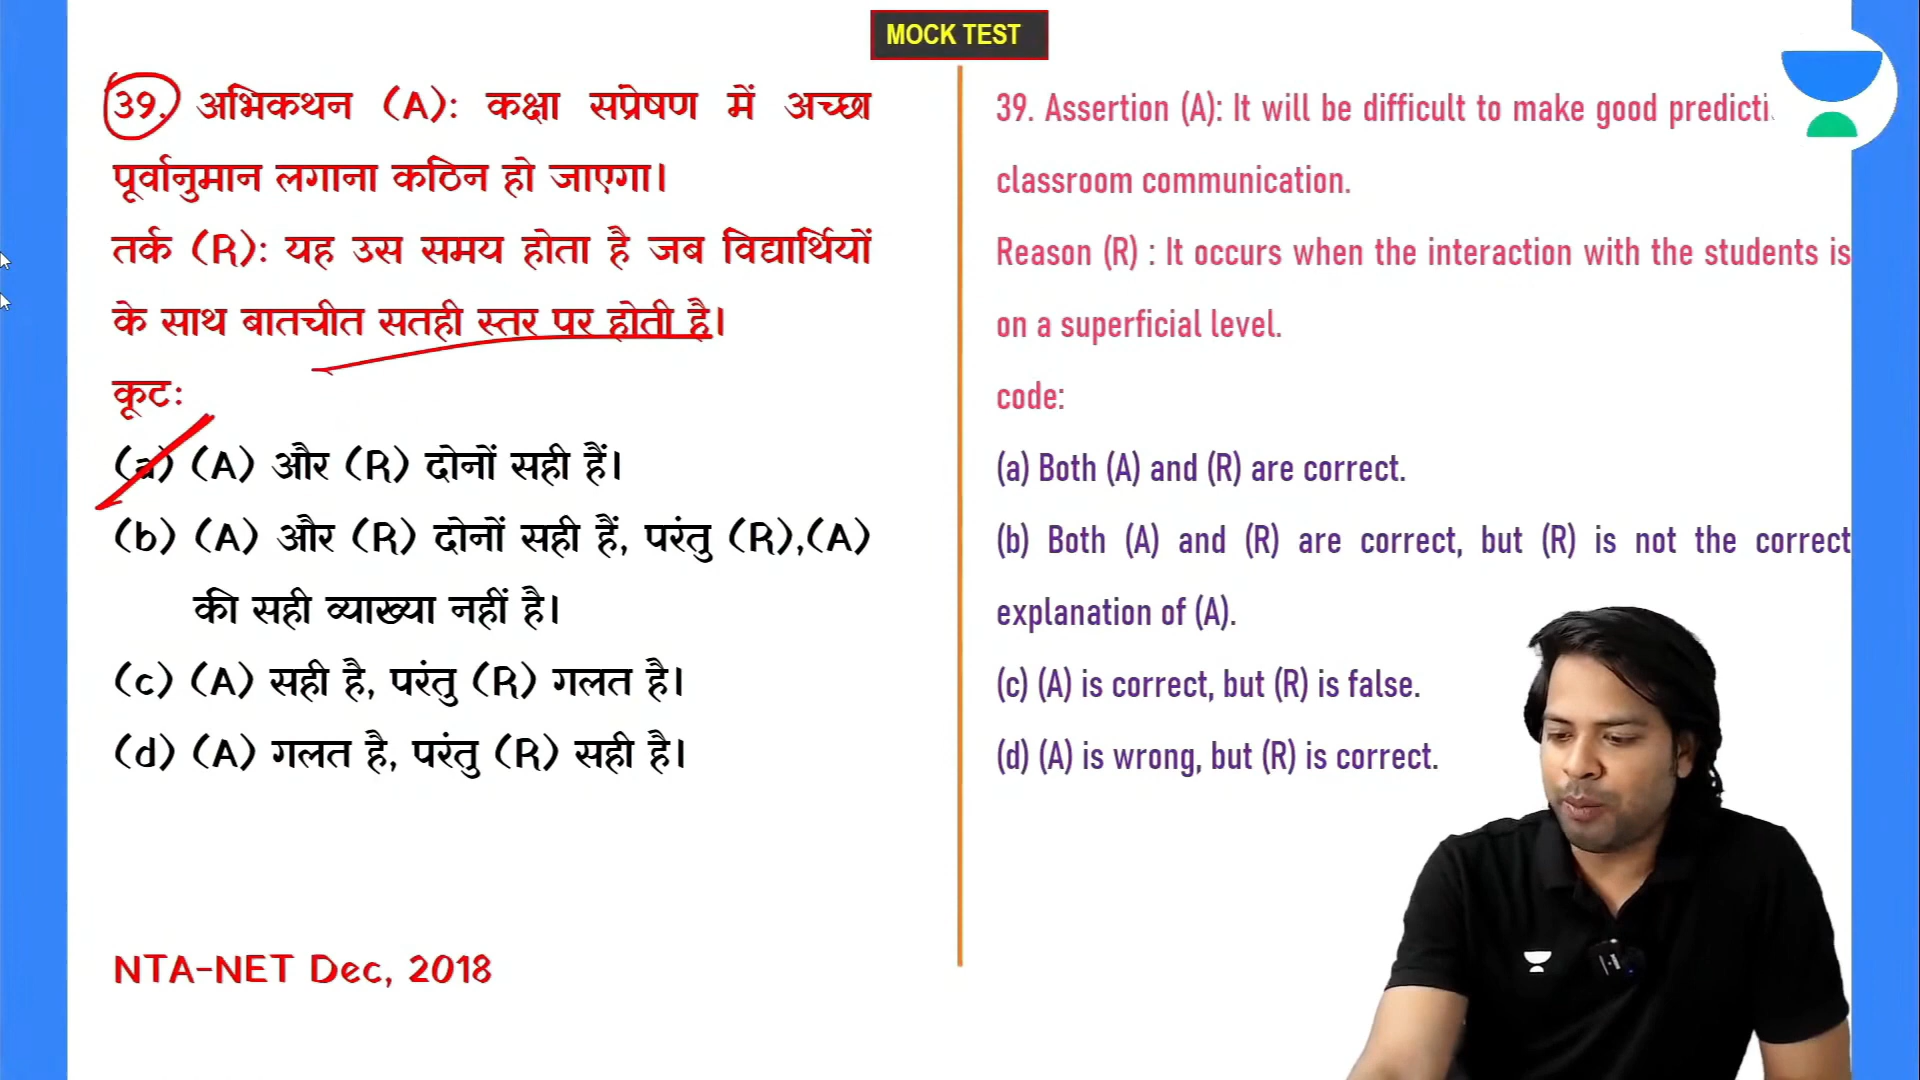 MOCK TEST
39. अभिकथन (A): कक्षा संप्रेषण में अच्छा
पूर्वानुमान लगाना कठिन हो जाएगा।
तर्क (R): यह उस समय होता है जब विद्यार्थियों
के साथ बातचीत सतही स्तर पर होती है।
कूटः
(a) (A) और (R) दोनों सही हैं।
(b) (A) और (R) दोनों सही हैं, परंतु (R),(A)
की सही व्याख्या नहीं है।
(c) (A) सही है, परंतु (R) गलत है।
(d) (A) गलत है, परंतु (R) सही है।
NTA-NET Dec, 2018
39. Assertion (A): It will be difficult to make good
classroom communication.
Reason (R) : It occurs when the interaction with the students is
on a superficial level.
code:
(a) Both (A) and (R) are correct.
(b) Both (A) and (R) are correct, but (R) is not the correct
explanation of (A).
(c) (A) is correct, but (R) is false.
(d) (A) is wrong, but (R) is correct.